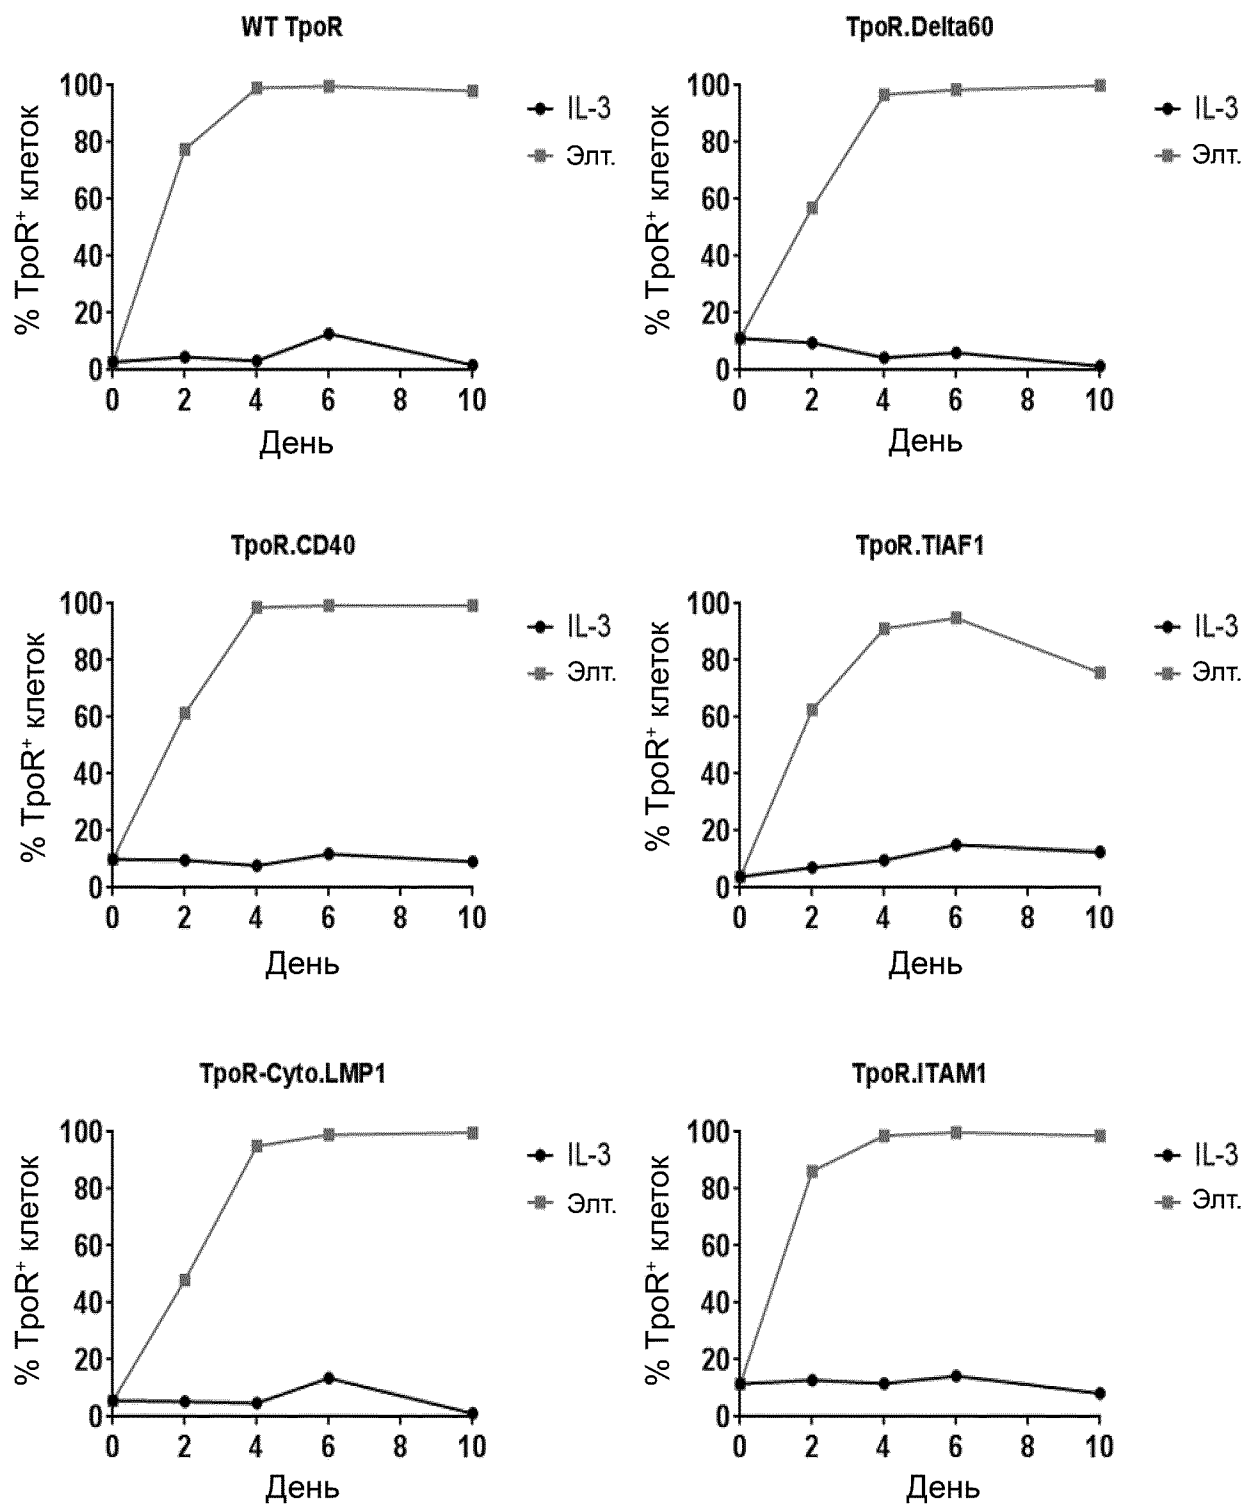 WT TpoR
% TpoR⁺ клеток
100
80
60
40
20
0
0 2 4 6 8 10
День
IL-3
Элт.
TpoR.Delta60
% TpoR⁺ клеток
100
80
60
40
20
0
0 2 4 6 8 10
День
IL-3
Элт.
TpoR.CD40
% TpoR⁺ клеток
100
80
60
40
20
0
0 2 4 6 8 10
День
IL-3
Элт.
TpoR.TIAF1
% TpoR⁺ клеток
100
80
60
40
20
0
0 2 4 6 8 10
День
IL-3
Элт.
TpoR-Cyto.LMP1
% TpoR⁺ клеток
100
80
60
40
20
0
0 2 4 6 8 10
День
IL-3
Элт.
TpoR.ITAM1
% TpoR⁺ клеток
100
80
60
40
20
0
0 2 4 6 8 10
День
IL-3
Элт.